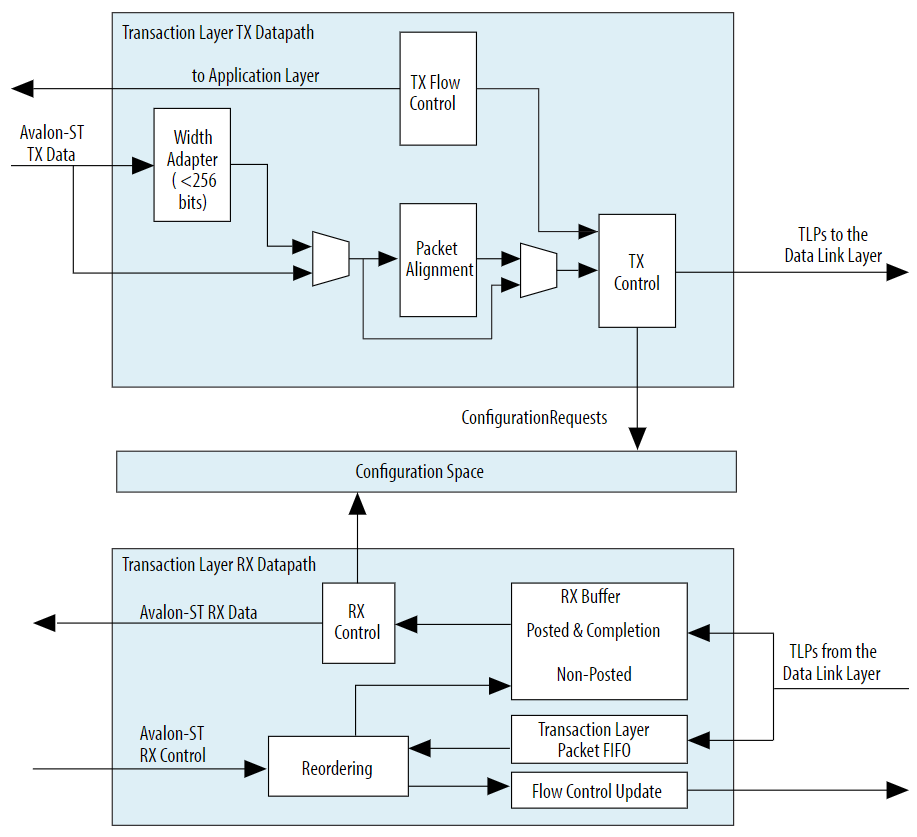 Transaction Layer TX Datapath
to Application Layer
TX Flow
Control
Avalon-ST
TX Data
Width
Adapter
( <256
bits)
Packet
Alignment
TX
Control
TLPs to the
Data Link Layer
ConfigurationRequests
Configuration Space
Transaction Layer RX Datapath
Avalon-ST RX Data
RX
Control
RX Buffer
Posted & Completion
Non-Posted
TLPs from the
Data Link Layer
Avalon-ST
RX Control
Reordering
Transaction Layer
Packet FIFO
Flow Control Update